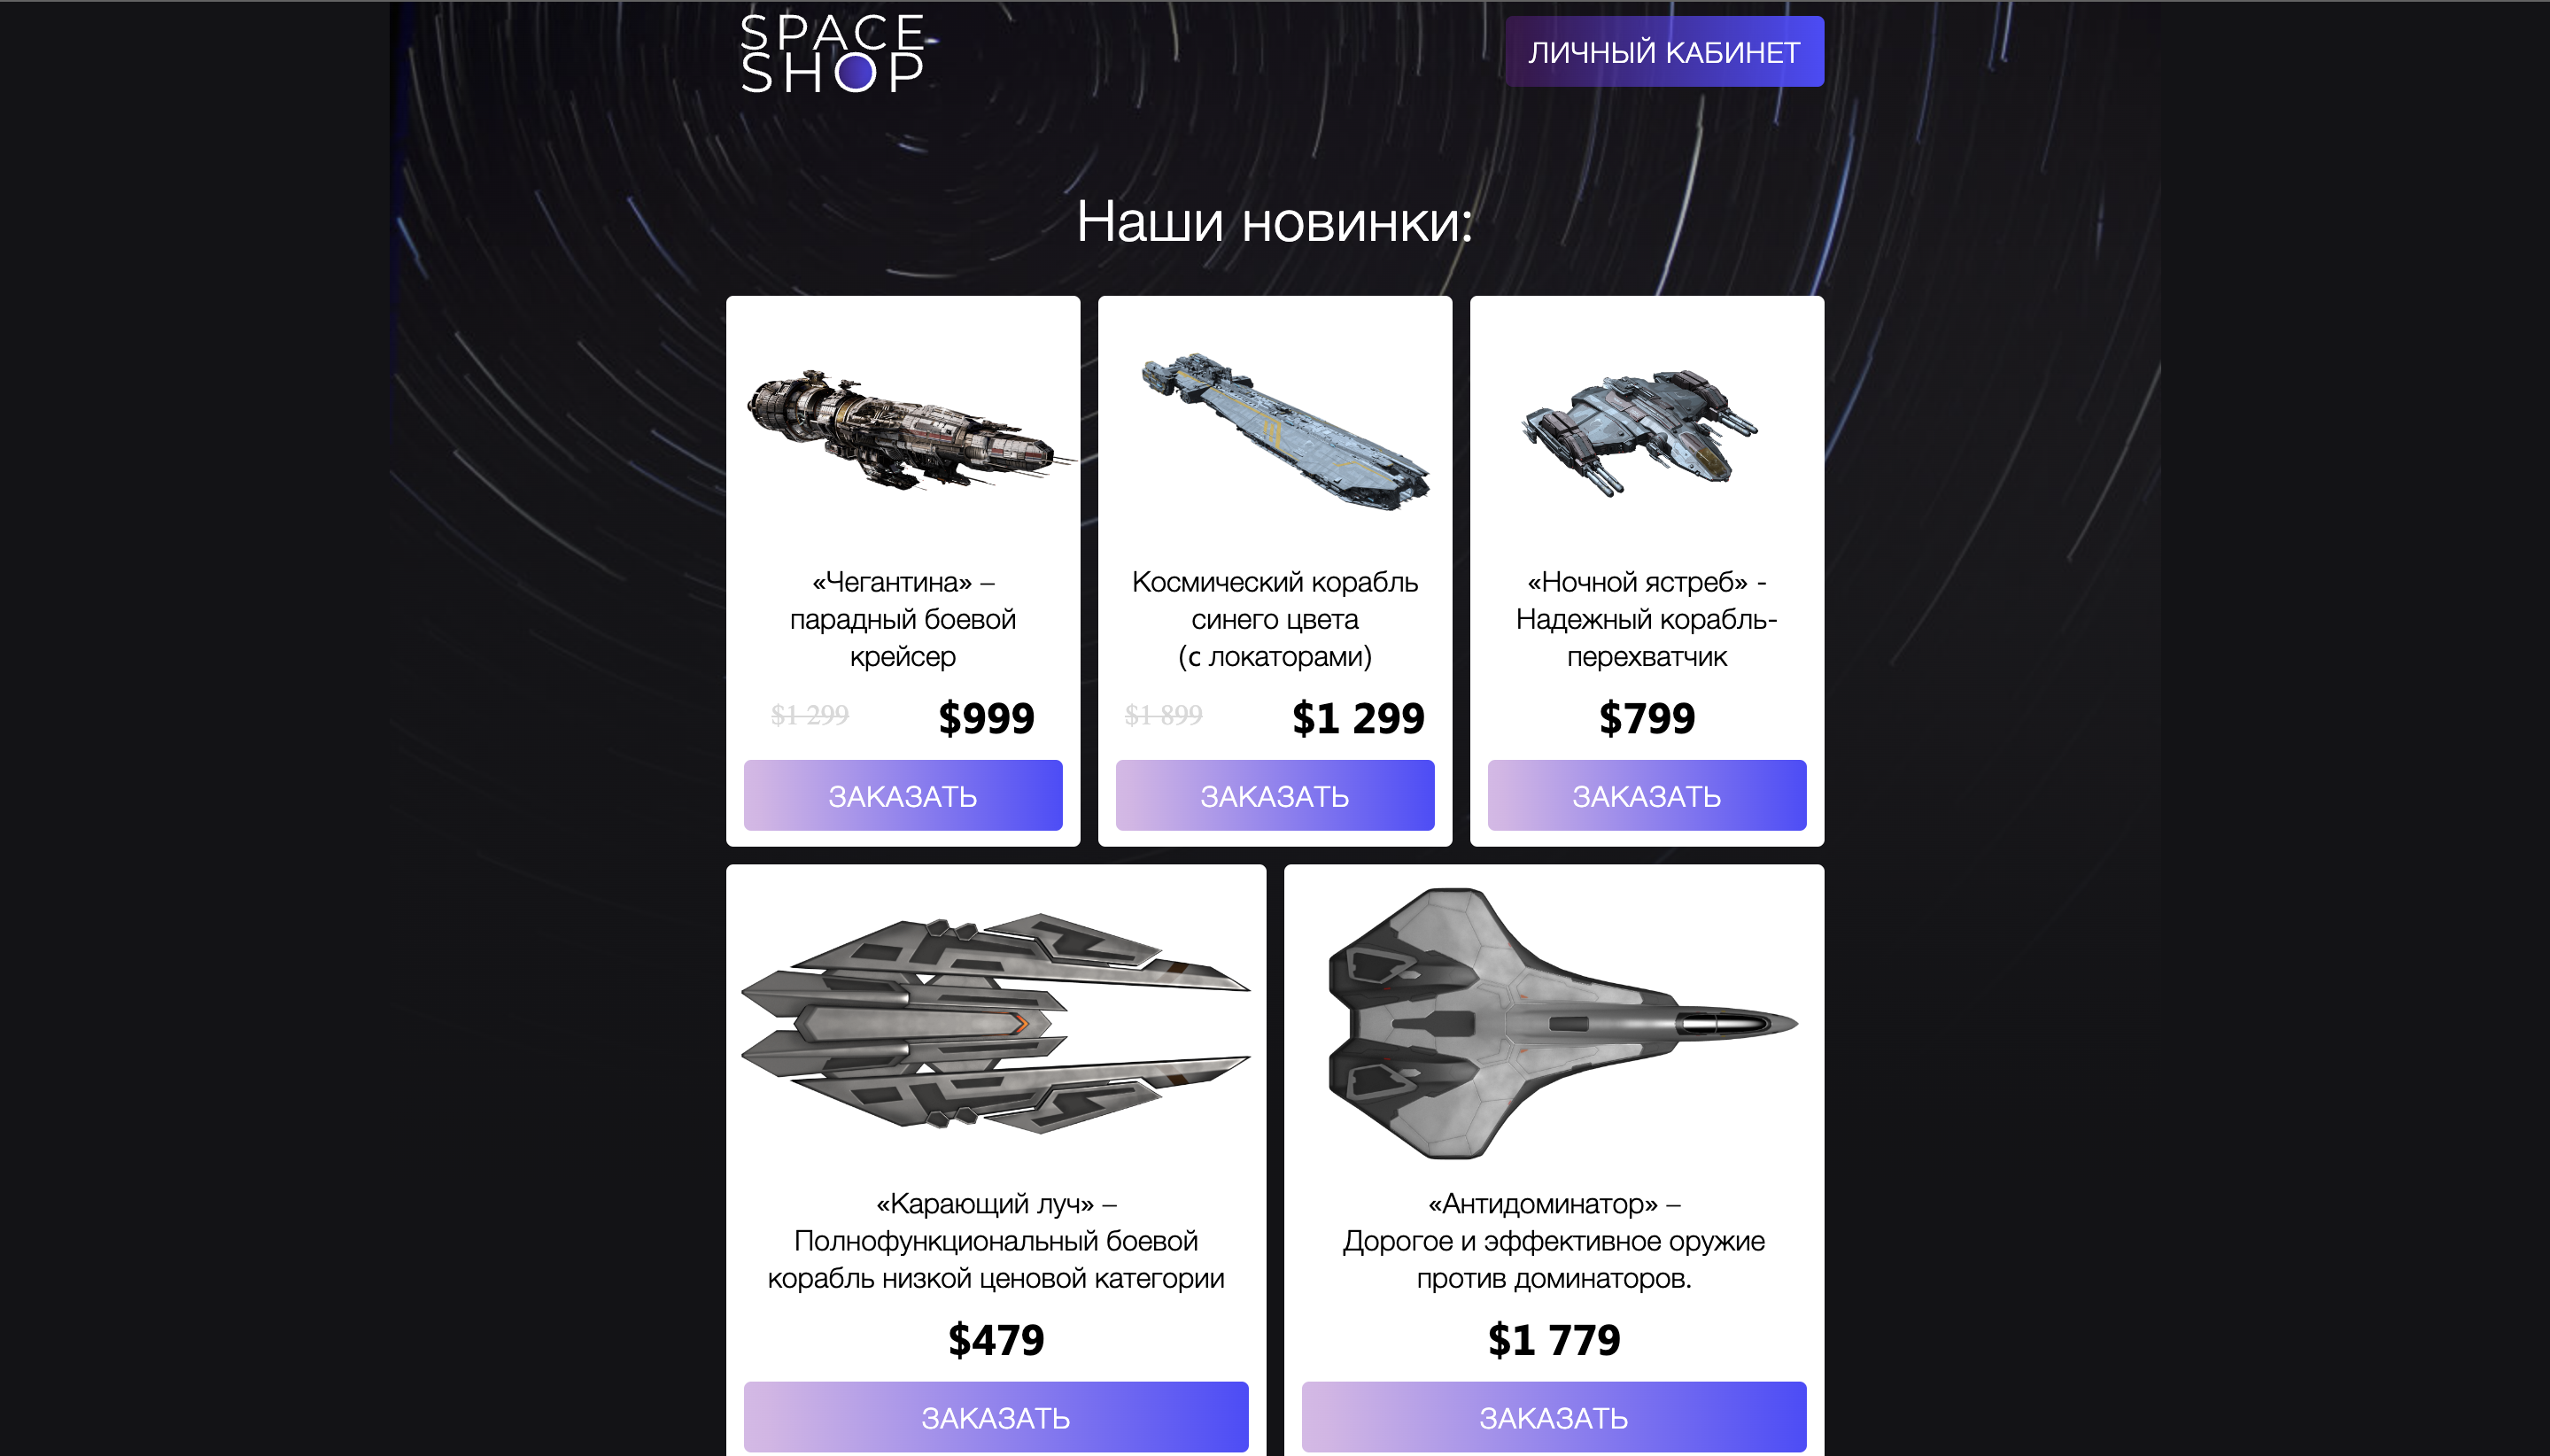 SPACE
SHOP
ЛИЧНЫЙ КАБИНЕТ
Наши новинки:
«Чегантина» –
парадный боевой
крейсер
$1 299 $999
ЗАКАЗАТЬ
Космический корабль
синего цвета
(с локаторами)
$1 899 $1 299
ЗАКАЗАТЬ
«Ночной ястреб» -
Надежный корабль-
перехватчик
$799
ЗАКАЗАТЬ
«Карающий луч» –
Полнофункциональный боевой
корабль низкой ценовой категории
$479
ЗАКАЗАТЬ
«Антидоминатор» –
Дорогое и эффективное оружие
против доминаторов.
$1 779
ЗАКАЗАТЬ